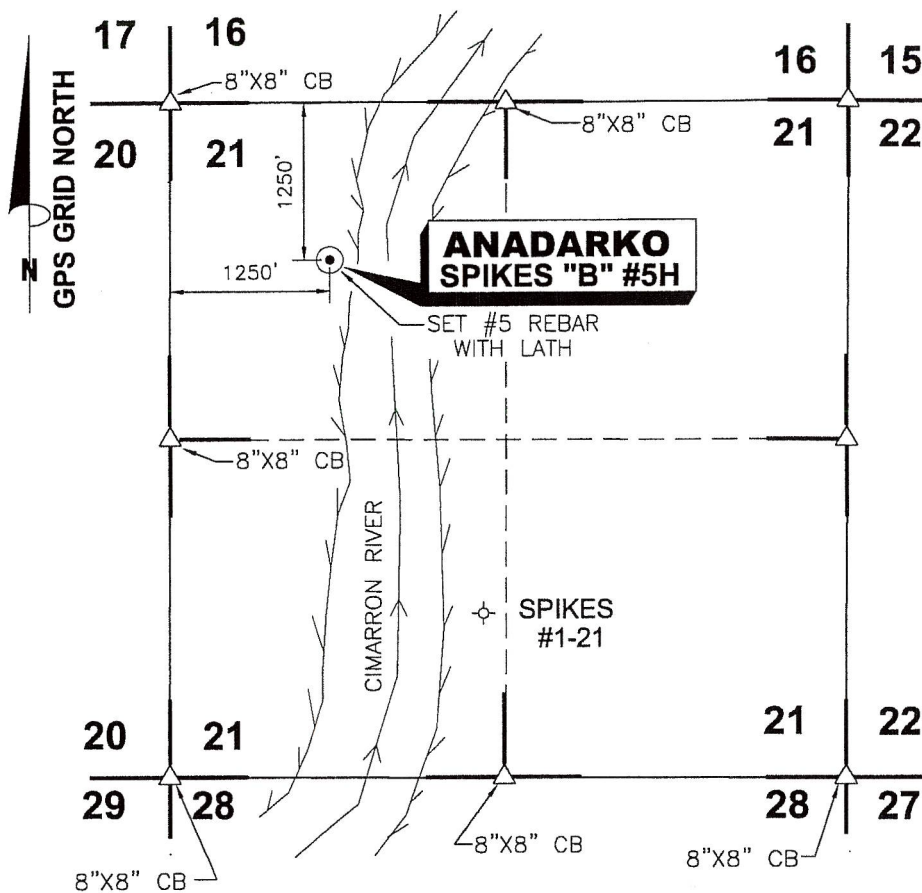 17 16
16 15
8"X8" CB
8"X8" CB
20 21
21 22
GPS GRID NORTH
N
1250'
1250'
ANADARKO
SPIKES "B" #5H
SET #5 REBAR
WITH LATH
8"X8" CB
CIMARRON RIVER
SPIKES
#1-21
20 21
21 22
29 28
28 27
8"X8" CB
8"X8" CB
8"X8" CB